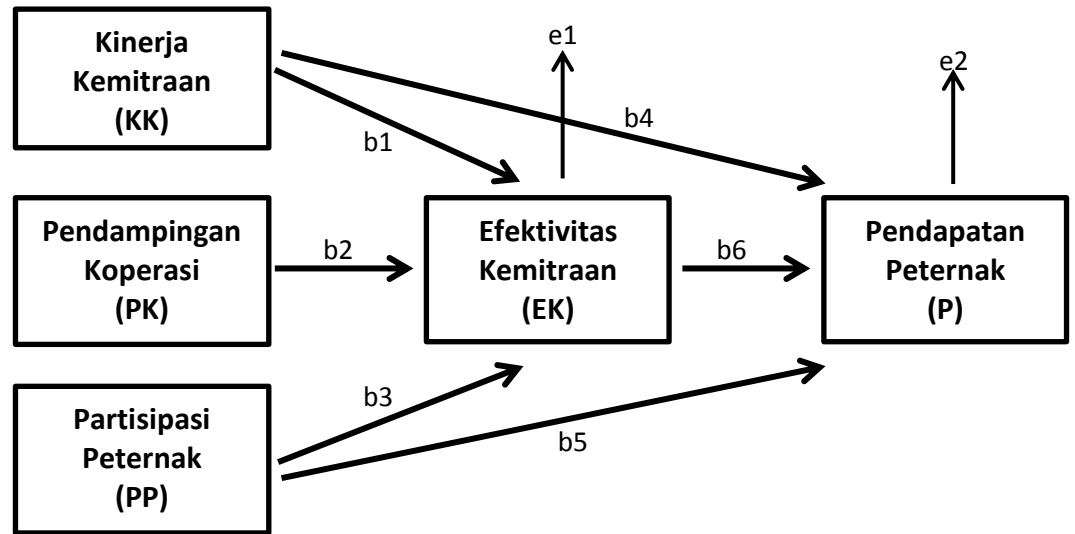 Kinerja
Kemitraan
(KK)
e1
e2
b4
b1
Pendampingan
Koperasi
(PK)
b2
Efektivitas
Kemitraan
(EK)
b6
Pendapatan
Peternak
(P)
Partisipasi
Peternak
(PP)
b3
b5